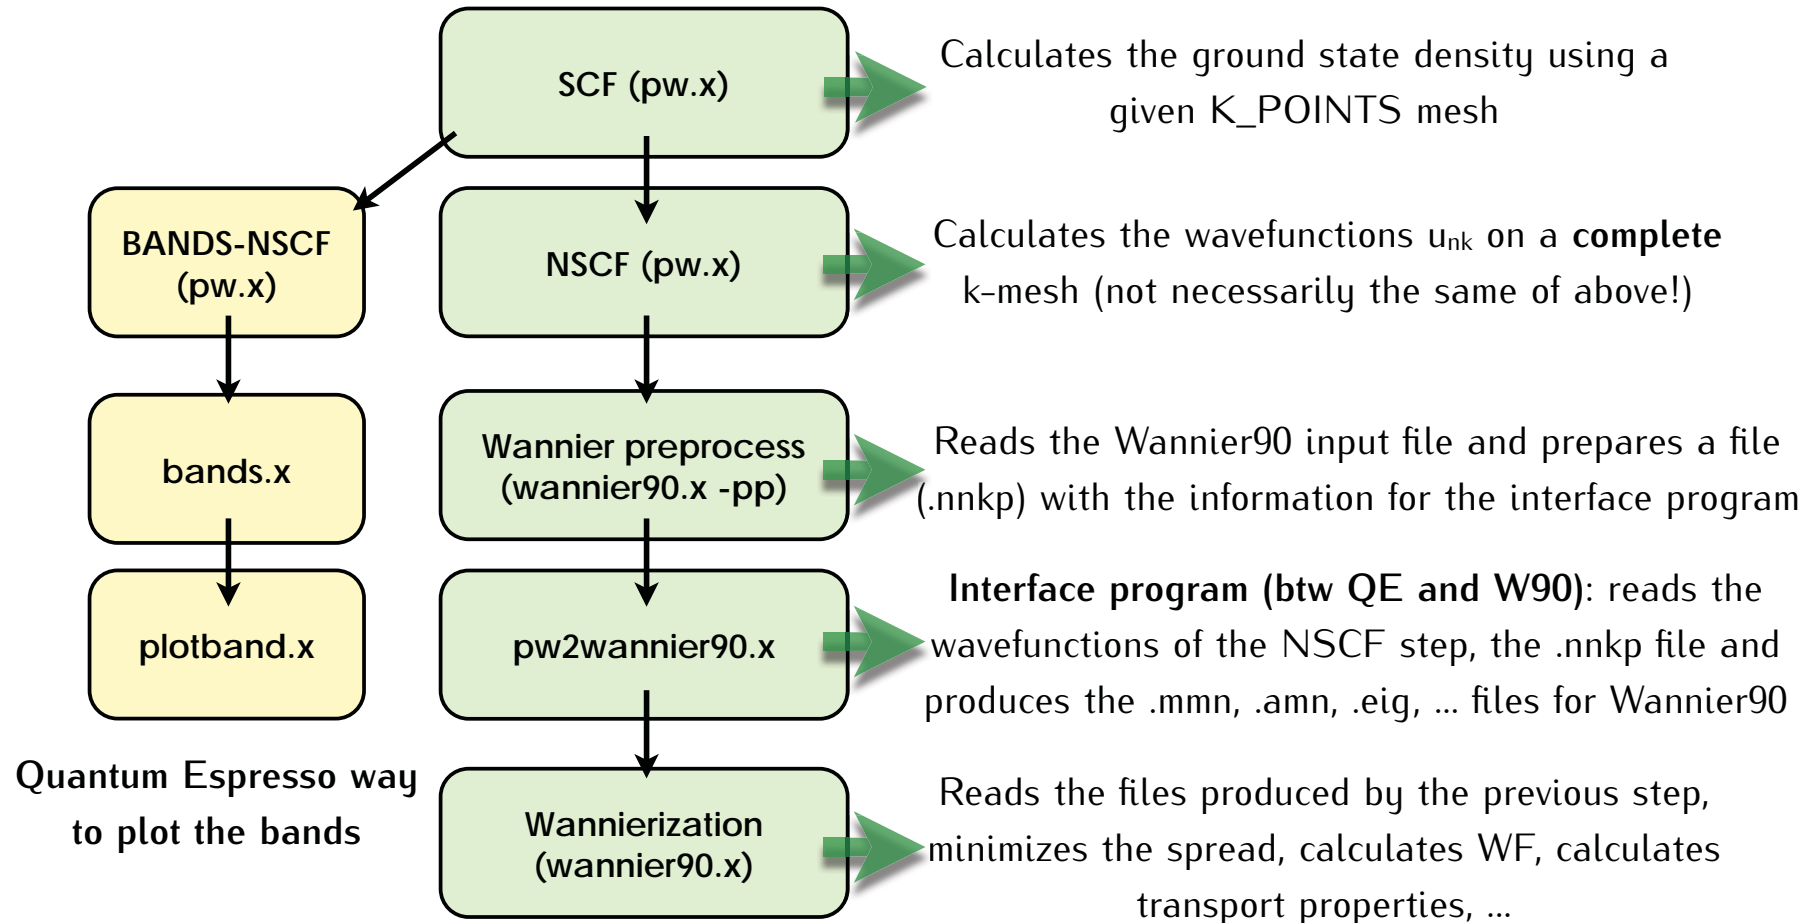 SCF (pw.x)
Calculates the ground state density using a
given K_POINTS mesh
BANDS-NSCF
(pw.x)
NSCF (pw.x)
Calculates the wavefunctions unk on a complete
k-mesh (not necessarily the same of above!)
bands.x
Wannier preprocess
(wannier90.x -pp)
Reads the Wannier90 input file and prepares a file
(.nnkp) with the information for the interface program
plotband.x
pw2wannier90.x
Interface program (btw QE and W90): reads the
wavefunctions of the NSCF step, the .nnkp file and
produces the .mmn, .amn, .eig, ... files for Wannier90
Quantum Espresso way
to plot the bands
Wannierization
(wannier90.x)
Reads the files produced by the previous step,
minimizes the spread, calculates WF, calculates
transport properties, ...